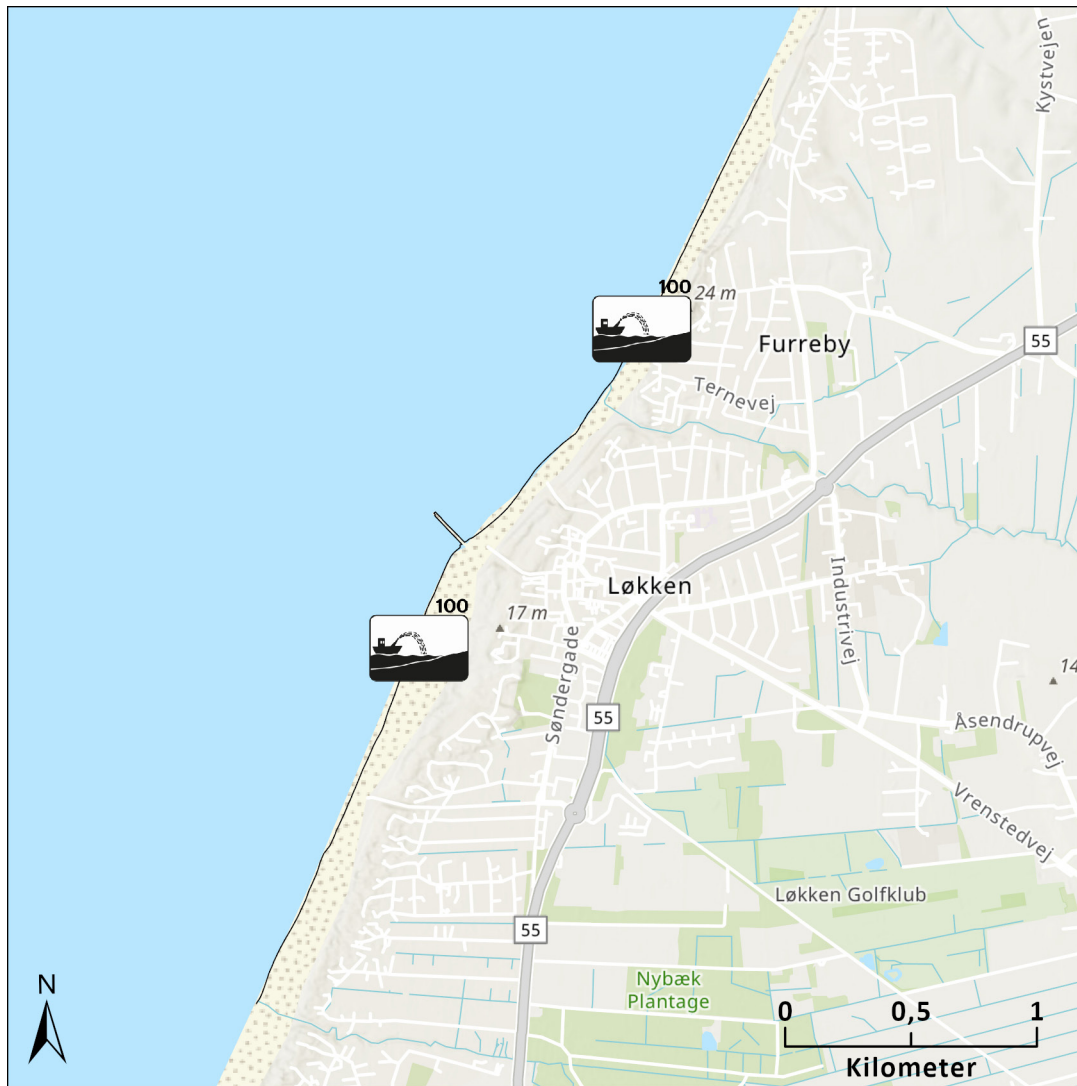 Kystvejen
100
24 m
Furreby
55
Ternevej
Løkken
Industrivej
100
17 m
Søndergade
14
55
Åsendrupvej
Vrenstedvej
Løkken Golfklub
55
Nybæk
Plantage
N
0 0,5 1
Kilometer